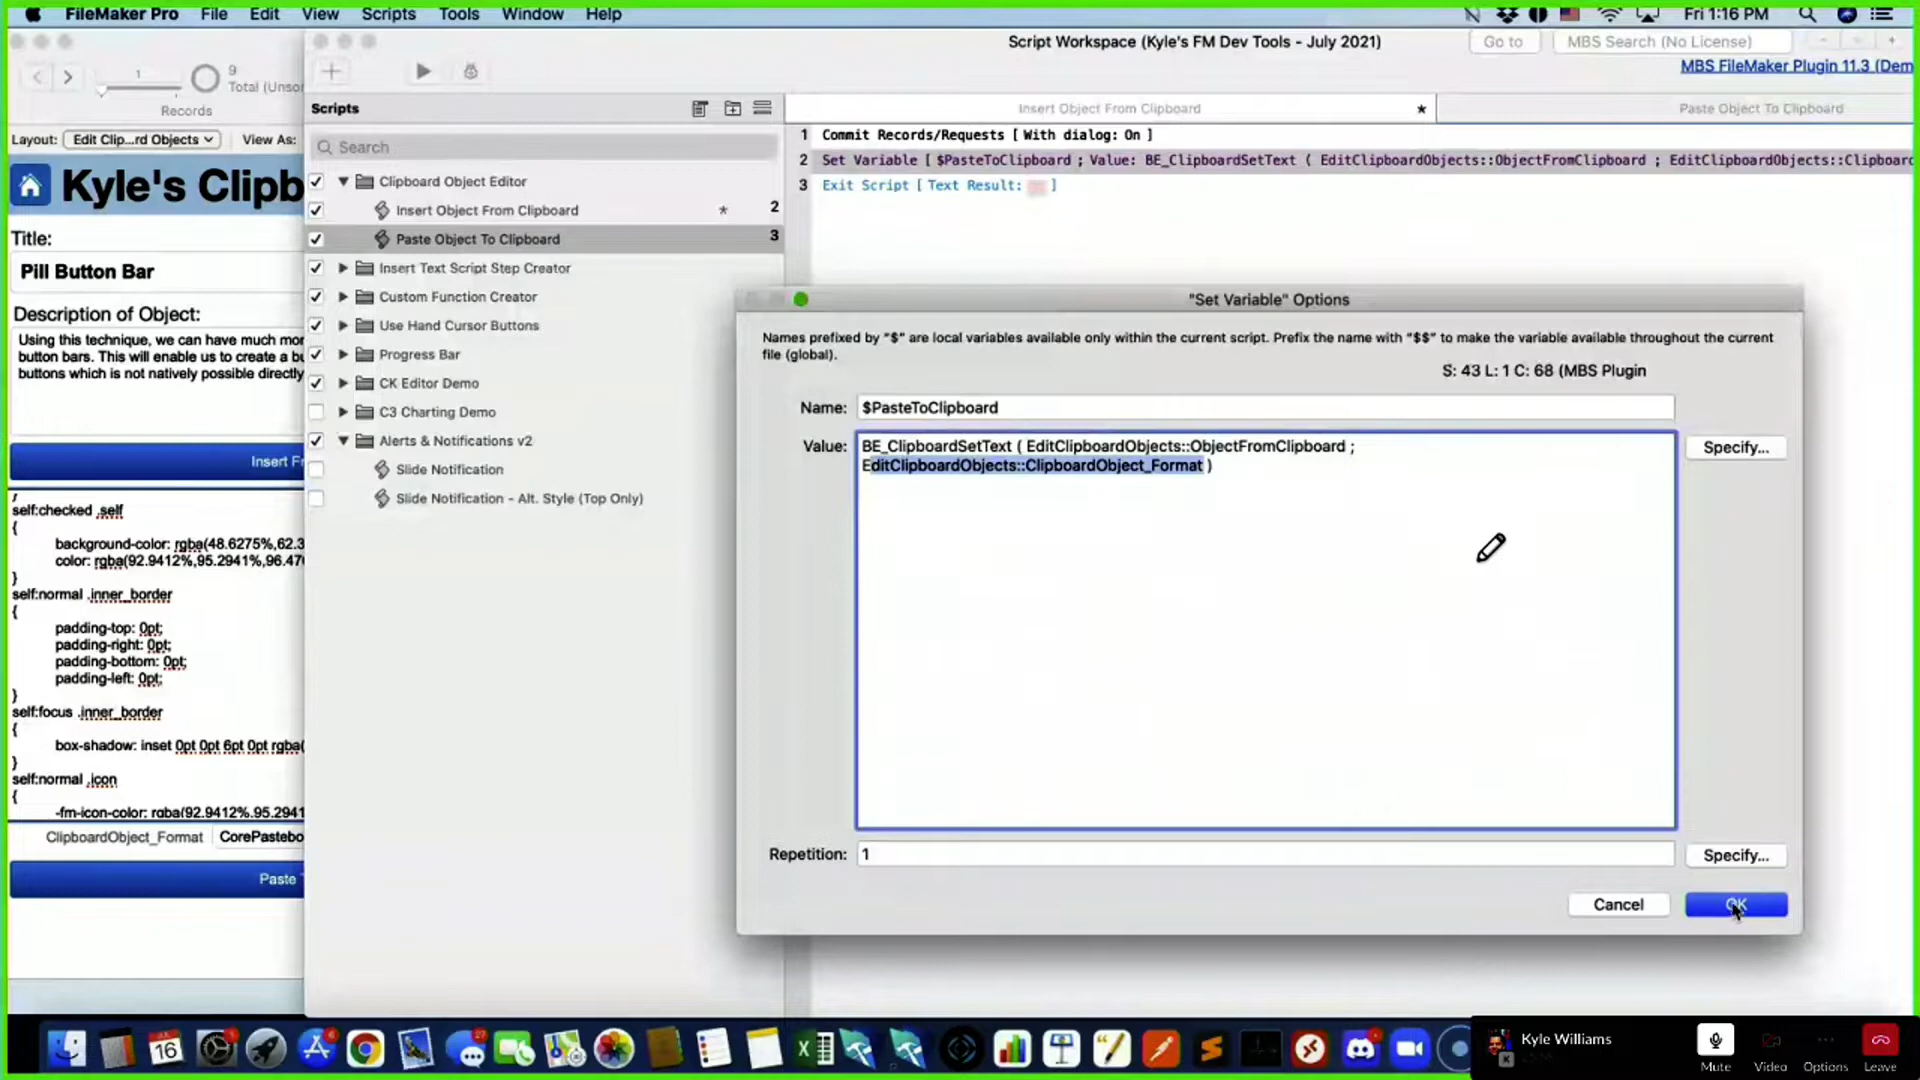 FileMaker Pro File Edit View Scripts Tools Window Help Fri 1:16 PM
Script Workspace (Kyle's FM Dev Tools - July 2021) Go to MBS Search (No License)
MBS FileMaker Plugin 11.3 (Dem
1
9
Total (Unso
Records
Layout: Edit Clip...rd Objects View As:
Kyle's Clipb
Title:
Pill Button Bar
Description of Object:
Using this technique, we can have much mor
button bars. This will enable us to create a bu
buttons which is not natively possible directly
Insert Fr
self:checked .self
{
background-color: rgba(48.6275%,62.3
color: rgba(92.9412%,95.2941%,96.470
}
self:normal .inner_border
{
padding-top: 0pt;
padding-right: 0pt;
padding-bottom: 0pt;
padding-left: 0pt;
}
self:focus .inner_border
{
box-shadow: inset 0pt 0pt 6pt 0pt rgba(
}
self:normal .icon
{
-fm-icon-color: rgba(92.9412%,95.2941
ClipboardObject_Format CorePastebo
Paste
Scripts
Search
Clipboard Object Editor
Insert Object From Clipboard * 2
Paste Object To Clipboard 3
Insert Text Script Step Creator
Custom Function Creator
Use Hand Cursor Buttons
Progress Bar
CK Editor Demo
C3 Charting Demo
Alerts & Notifications v2
Slide Notification
Slide Notification - Alt. Style (Top Only)
Insert Object From Clipboard * Paste Object To Clipboard
1 Commit Records/Requests [ With dialog: On ]
2 Set Variable [ $PasteToClipboard ; Value: BE_ClipboardSetText ( EditClipboardObjects::ObjectFromClipboard ; EditClipboardObjects::Clipboard
3 Exit Script [ Text Result: ]
"Set Variable" Options
Names prefixed by "$" are local variables available only within the current script. Prefix the name with "$$" to make the variable available throughout the current
file (global).
S: 43 L: 1 C: 68 (MBS Plugin
Name: $PasteToClipboard
Value: BE_ClipboardSetText ( EditClipboardObjects::ObjectFromClipboard ;
EditClipboardObjects::ClipboardObject_Format )
Specify...
Repetition: 1
Specify...
Cancel
OK
JUL
16
Kyle Williams
K
Mute Video Options Leave